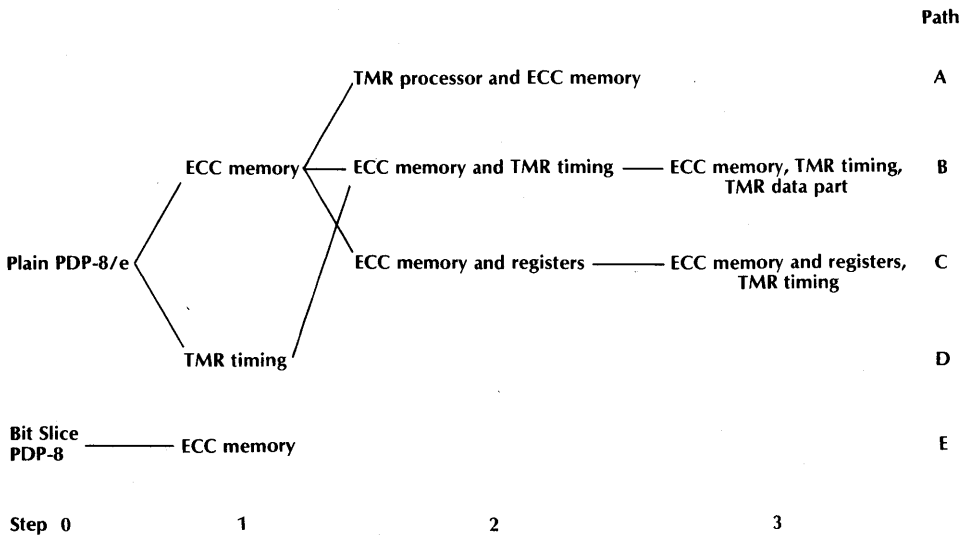 Path
TMR processor and ECC memory A
ECC memory ECC memory and TMR timing ECC memory, TMR timing, B
TMR data part
Plain PDP-8/e ECC memory and registers ECC memory and registers, C
TMR timing
TMR timing D
Bit Slice
PDP-8
ECC memory E
Step 0 1 2 3